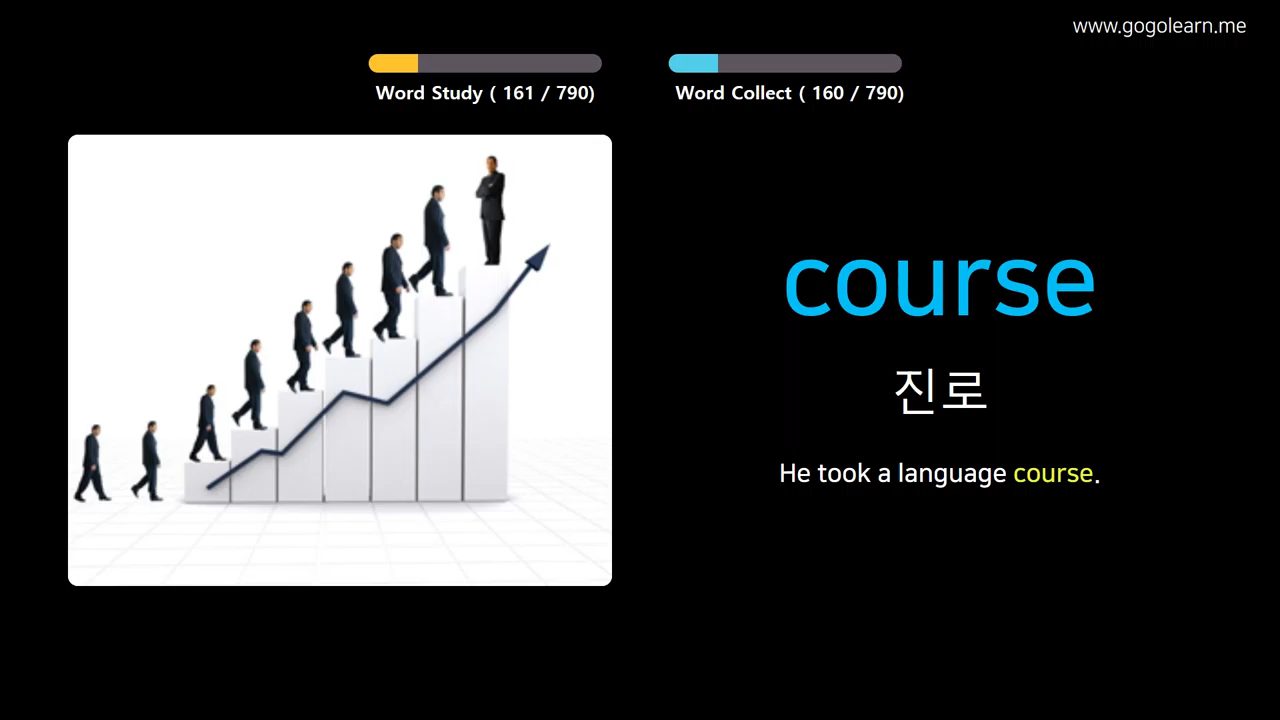 www.gogolearn.me
Word Study ( 161 / 790)
Word Collect ( 160 / 790)
course
진로
He took a language course.